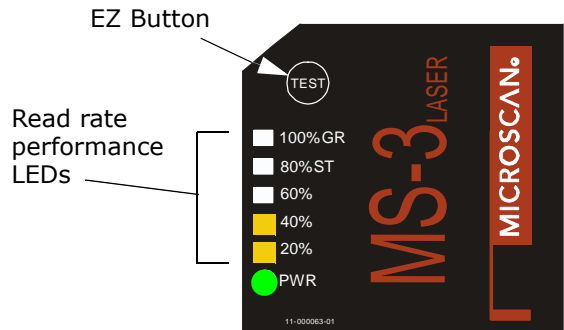 EZ Button
TEST
Read rate
performance
LEDs
100%GR
80%ST
60%
40%
20%
PWR
11-000063-01
MS-3
LASER
MICROSCAN